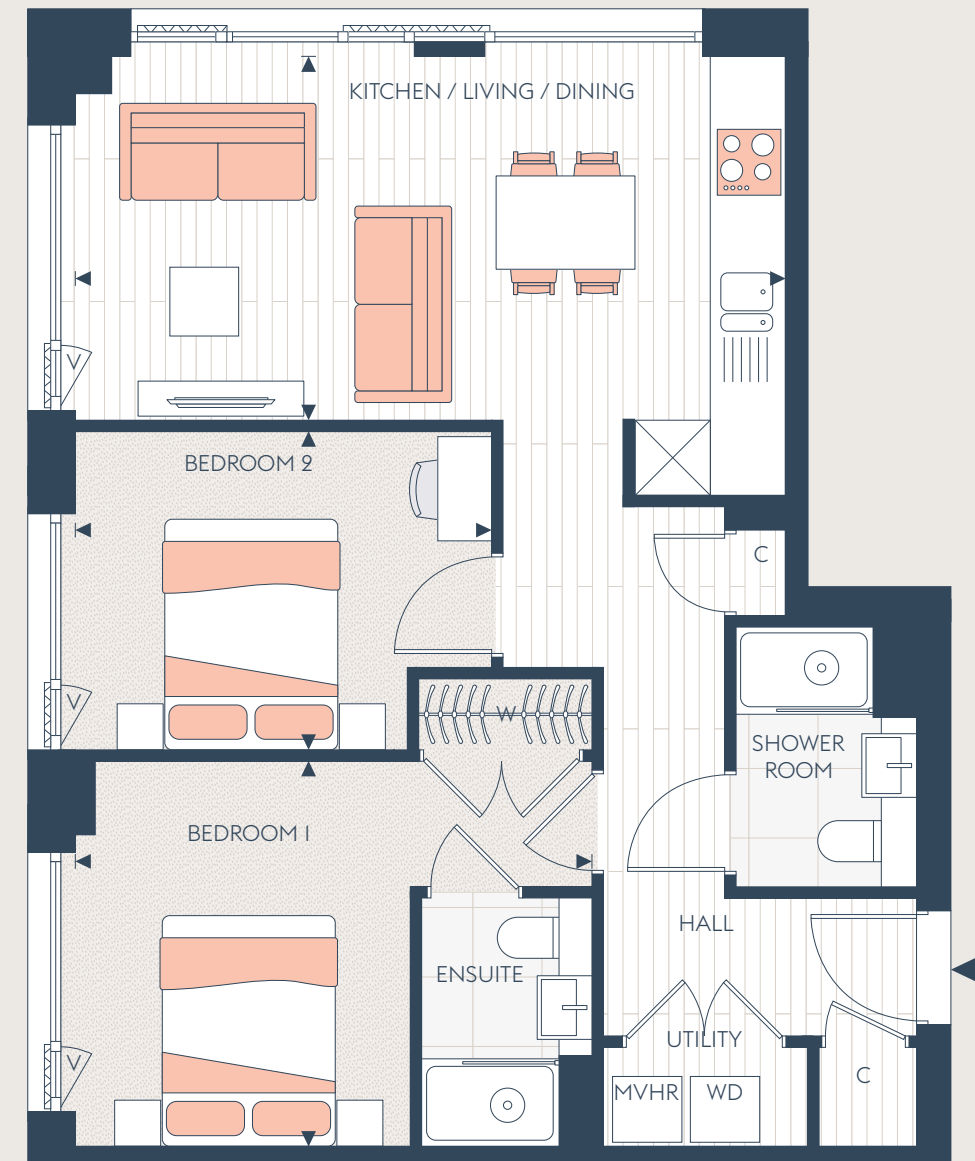 KITCHEN / LIVING / DINING
V
BEDROOM 2
C
V
W
SHOWER
ROOM
BEDROOM 1
HALL
ENSUITE
UTILITY
V
MVHR
WD
C